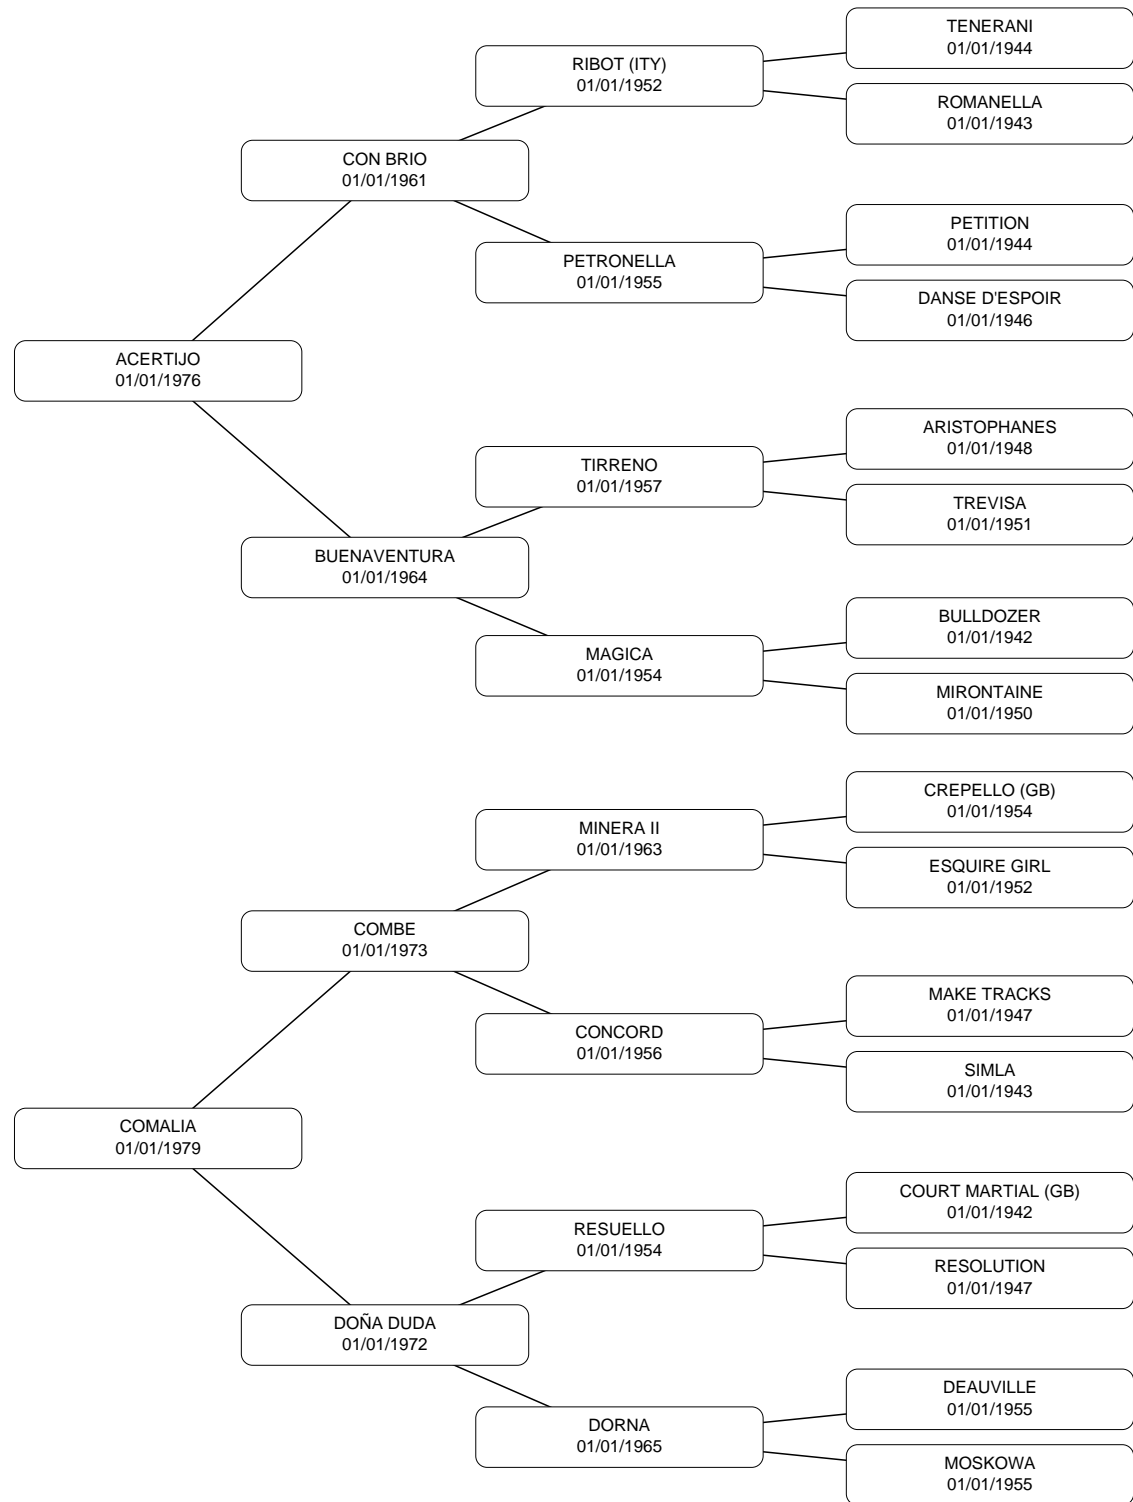 TENERANI
01/01/1944
RIBOT (ITY)
01/01/1952
ROMANELLA
01/01/1943
CON BRIO
01/01/1961
PETITION
01/01/1944
PETRONELLA
01/01/1955
DANSE D'ESPOIR
01/01/1946
ACERTIJO
01/01/1976
ARISTOPHANES
01/01/1948
TIRRENO
01/01/1957
TREVISA
01/01/1951
BUENAVENTURA
01/01/1964
BULLDOZER
01/01/1942
MAGICA
01/01/1954
MIRONTAINE
01/01/1950
CREPELLO (GB)
01/01/1954
MINERA II
01/01/1963
ESQUIRE GIRL
01/01/1952
COMBE
01/01/1973
MAKE TRACKS
01/01/1947
CONCORD
01/01/1956
SIMLA
01/01/1943
COMALIA
01/01/1979
COURT MARTIAL (GB)
01/01/1942
RESUELLO
01/01/1954
RESOLUTION
01/01/1947
DOÑA DUDA
01/01/1972
DEAUVILLE
01/01/1955
DORNA
01/01/1965
MOSKOWA
01/01/1955